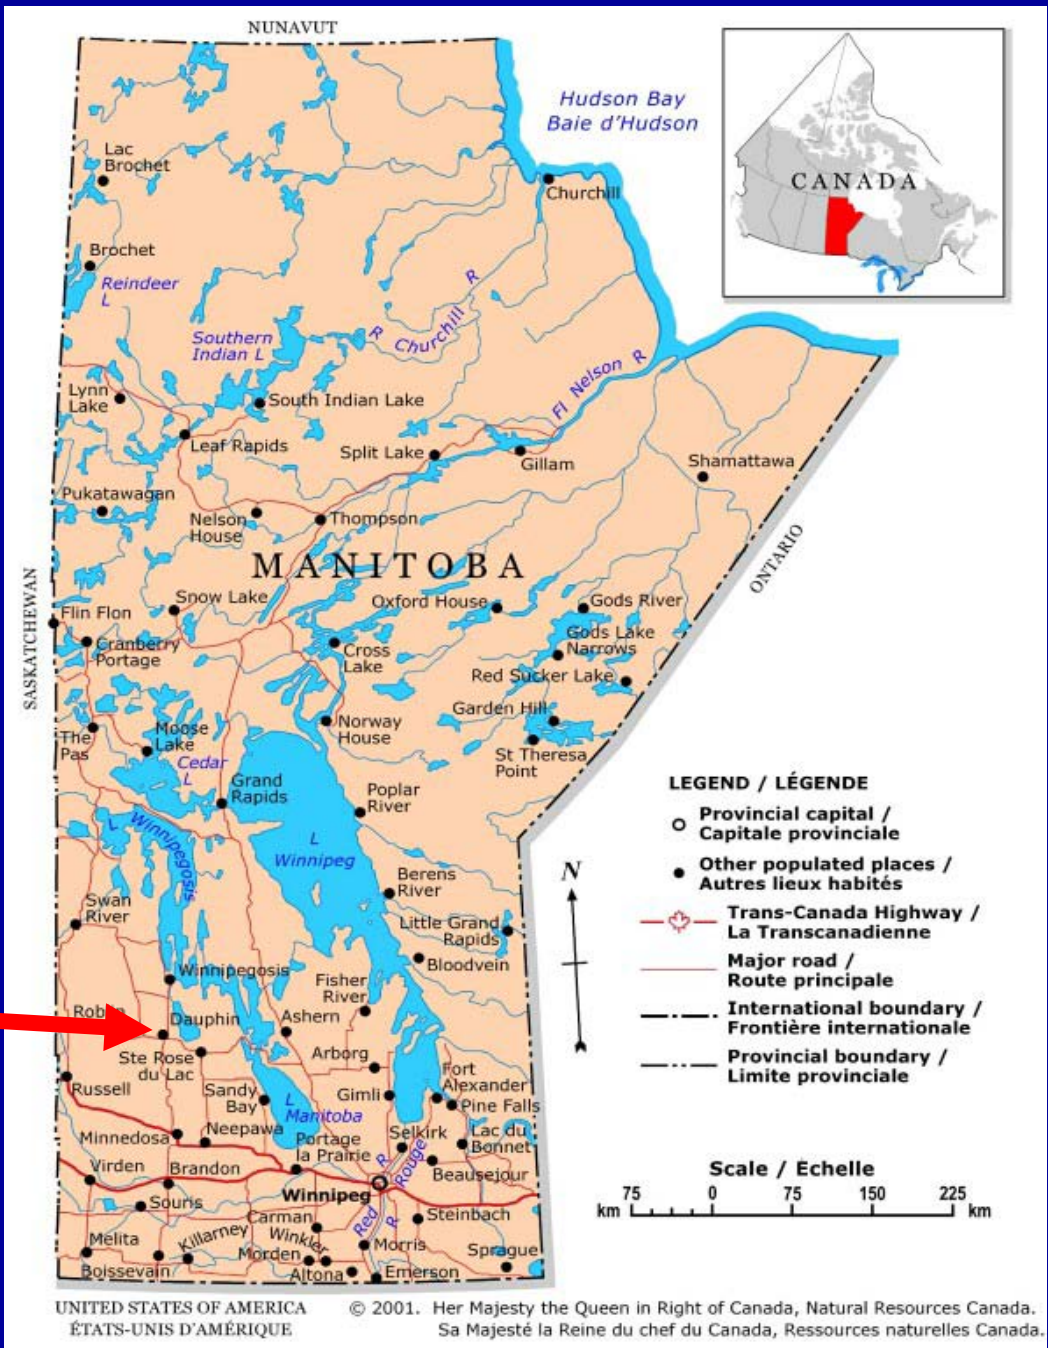 NUNAVUT
Hudson Bay
Baie d'Hudson
CANADA
Lac
Brochet
Churchill
Brochet
Reindeer
L
Southern
Indian L
R Churchill R
Fl Nelson R
Lynn
Lake
South Indian Lake
Leaf Rapids
Split Lake
Gillam
Shamattawa
Pukatawagan
Nelson
House
Thompson
MANITOBA
ONTARIO
SASKATCHEWAN
Snow Lake
Oxford House
Gods River
Flin Flon
Cranberry
Portage
Cross
Lake
Gods Lake
Narrows
Red Sucker Lake
Garden Hill
Norway
House
The
Pas
Moose
Lake
Cedar
L
St Theresa
Point
Grand
Rapids
Poplar
River
L Winnipegosis
L
Winnipeg
Berens
River
Swan
River
Little Grand
Rapids
Bloodvein
Winnipegosis
Fisher
River
Dauphin
Ashern
Ste Rose
du Lac
Arborg
Russell
Sandy
Bay
L
Manitoba
Gimli
Fort
Alexander
Pine Falls
Minnedosa
Neepawa
Portage
la Prairie
Selkirk
Lac du
Bonnet
Virden
Brandon
Beausejour
Winnipeg
Red R
Rouge R
Souris
Carman
Steinbach
Melita
Killarney
Winkler
Morden
Morris
Sprague
Boissevain
Altona
Emerson
LEGEND / LÉGENDE
Provincial capital /
Capitale provinciale
Other populated places /
Autres lieux habités
Trans-Canada Highway /
La Transcanadienne
Major road /
Route principale
International boundary /
Frontière internationale
Provincial boundary /
Limite provinciale
N
Scale / Echelle
75 0 75 150 225
km km
UNITED STATES OF AMERICA
ÉTATS-UNIS D'AMÉRIQUE
© 2001. Her Majesty the Queen in Right of Canada, Natural Resources Canada.
Sa Majesté la Reine du chef du Canada, Ressources naturelles Canada.